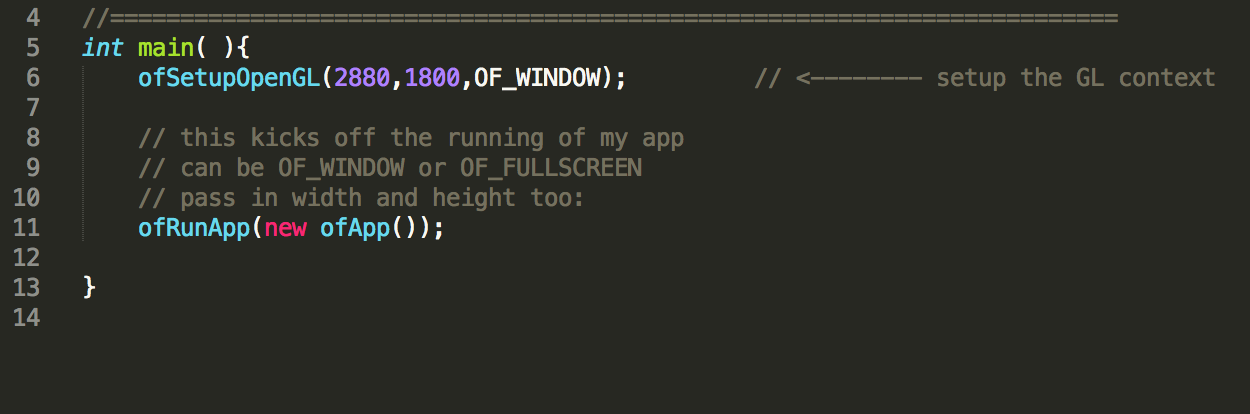 4 //========================================================================
5 int main( ){
6 ofSetupOpenGL(2880,1800,OF_WINDOW); // <-------- setup the GL context
7
8 // this kicks off the running of my app
9 // can be OF_WINDOW or OF_FULLSCREEN
10 // pass in width and height too:
11 ofRunApp(new ofApp());
12
13 }
14